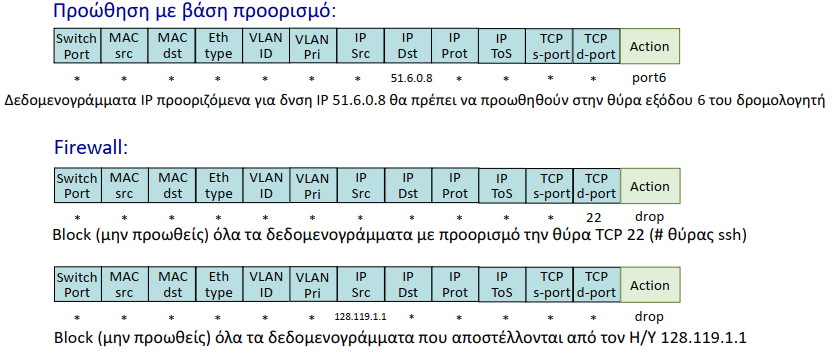 Προώθηση με βάση προορισμό:
Switch Port MAC src MAC dst Eth type VLAN ID VLAN Pri IP Src IP Dst IP Prot IP ToS TCP s-port TCP d-port Action
* * * * * * * 51.6.0.8 * * * * port6
Δεδομενογράμματα IP προοριζόμενα για δνση IP 51.6.0.8 θα πρέπει να προωθηθούν στην θύρα εξόδου 6 του δρομολογητή
Firewall:
Switch Port MAC src MAC dst Eth type VLAN ID VLAN Pri IP Src IP Dst IP Prot IP ToS TCP s-port TCP d-port Action
* * * * * * * * * * * 22 drop
Block (μην προωθείς) όλα τα δεδομενογράμματα με προορισμό την θύρα TCP 22 (# θύρας ssh)
Switch Port MAC src MAC dst Eth type VLAN ID VLAN Pri IP Src IP Dst IP Prot IP ToS TCP s-port TCP d-port Action
* * * * * * 128.119.1.1 * * * * * drop
Block (μην προωθείς) όλα τα δεδομενογράμματα που αποστέλλονται από τον Η/Υ 128.119.1.1